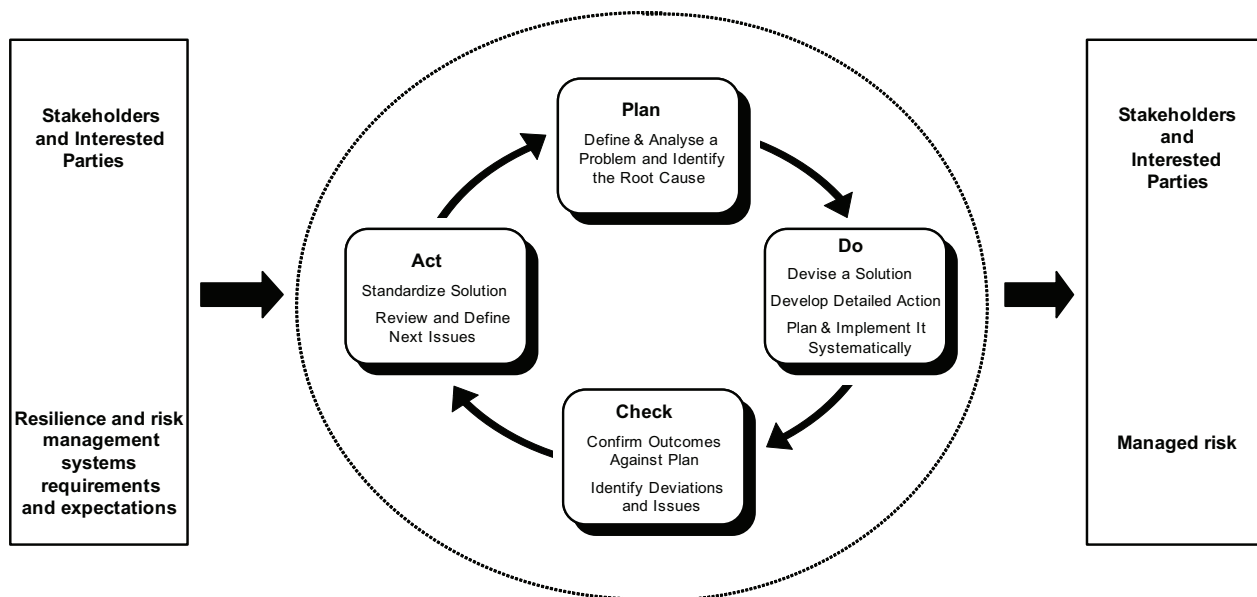 Stakeholders
and Interested
Parties
Resilience and risk
management
systems
requirements
and expectations
Plan
Define & Analyse a
Problem and Identify
the Root Cause
Act
Standardize Solution
Review and Define
Next Issues
Do
Devise a Solution
Develop Detailed Action
Plan & Implement It
Systematically
Check
Confirm Outcomes
Against Plan
Identify Deviations
and Issues
Stakeholders
and
Interested
Parties
Managed risk